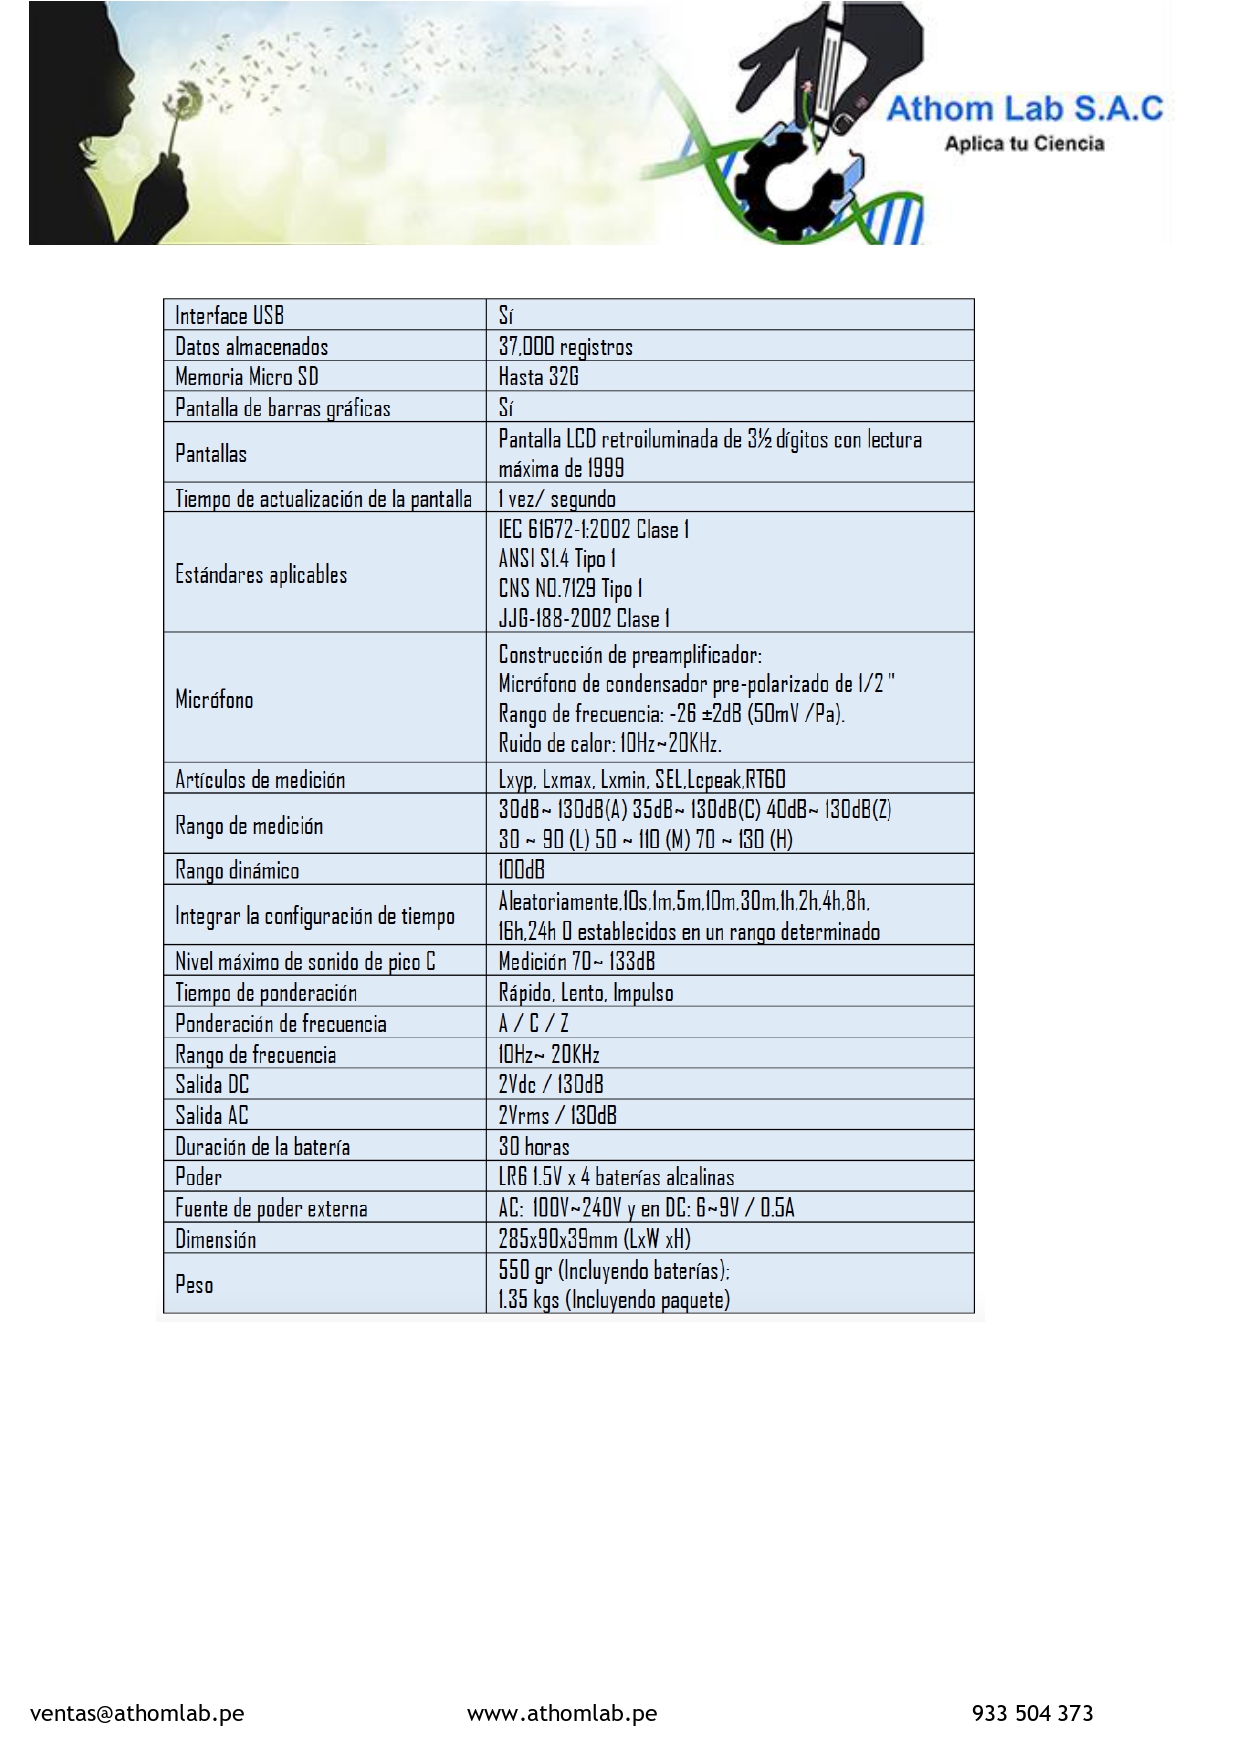 Athom Lab S.A.C
Aplica tu Ciencia
Interface USB Sí
Datos almacenados 37,000 registros
Memoria Micro SD Hasta 32G
Pantalla de barras gráficas Sí
Pantallas Pantalla LCD retroiluminada de 3½ dígitos con lectura
máxima de 1999
Tiempo de actualización de la pantalla 1 vez/ segundo
Estándares aplicables IEC 61672-1:2002 Clase 1
ANSI S1.4 Tipo 1
CNS NO.7129 Tipo 1
JJG-188-2002 Clase 1
Micrófono Construcción de preamplificador:
Micrófono de condensador pre-polarizado de 1/2 "
Rango de frecuencia: -26 ±2dB (50mV /Pa).
Ruido de calor: 10Hz~20KHz.
Artículos de medición Lxyp, Lxmax, Lxmin, SEL,Lcpeak,RT60
Rango de medición 30dB~ 130dB(A) 35dB~ 130dB(C) 40dB~ 130dB(Z)
30 ~ 90 (L) 50 ~ 110 (M) 70 ~ 130 (H)
Rango dinámico 100dB
Integrar la configuración de tiempo Aleatoriamente,10s,1m,5m,10m,30m,1h,2h,4h,8h,
16h,24h O establecidos en un rango determinado
Nivel máximo de sonido de pico C Medición 70~ 133dB
Tiempo de ponderación Rápido, Lento, Impulso
Ponderación de frecuencia A / C / Z
Rango de frecuencia 10Hz~ 20KHz
Salida DC 2Vdc / 130dB
Salida AC 2Vrms / 130dB
Duración de la batería 30 horas
Poder LR6 1.5V x 4 baterías alcalinas
Fuente de poder externa AC: 100V~240V y en DC: 6~9V / 0.5A
Dimensión 285x90x39mm (LxW xH)
Peso 550 gr (Incluyendo baterías);
1.35 kgs (Incluyendo paquete)
ventas@athomlab.pe www.athomlab.pe 933 504 373